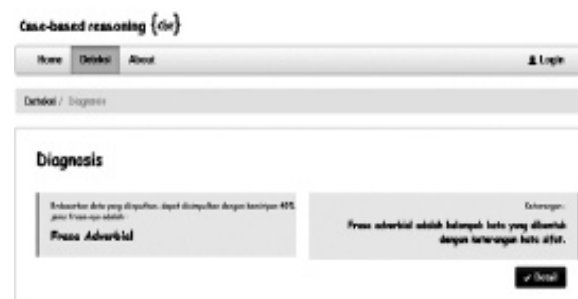 Case-based reasoning {cbr}
Home Deteksi About Login
Deteksi / Diagnosis
Diagnosis
Berdasarkan data yang diinputkan, dapat disimpulkan dengan kemiripan 40%
jenis frasa nya adalah :
Frasa Adverbial
Keterangan :
Frasa adverbial adalah kelompok kata yang dibentuk
dengan keterangan kata sifat.
Detail